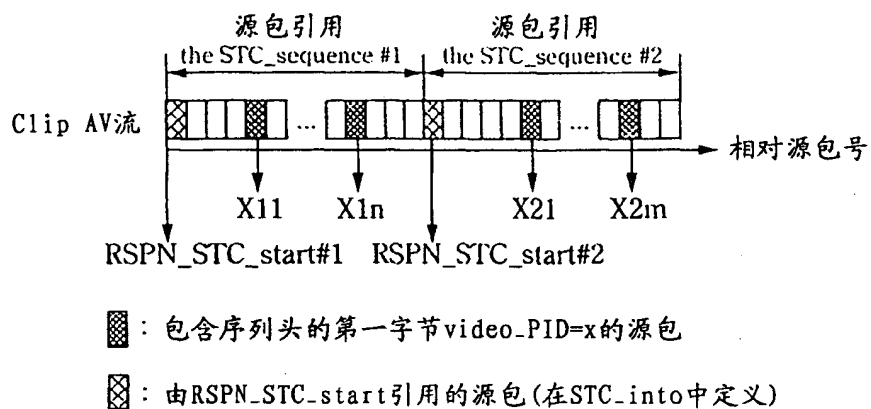 源包引用 源包引用
the STC_sequence #1 the STC_sequence #2
Clip AV流 ... ...
相对源包号
X11 X1n X21 X2m
RSPN_STC_start#1 RSPN_STC_start#2
：包含序列头的第一字节video_PID=x的源包
：由RSPN_STC_start引用的源包(在STC_into中定义)